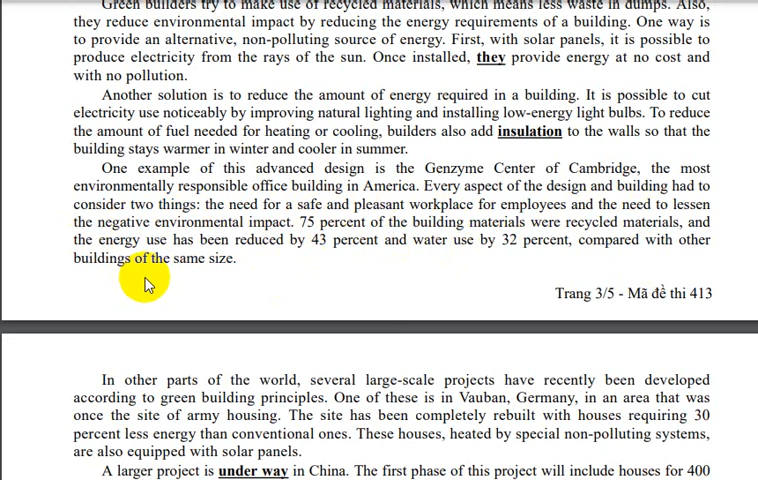 Green builders try to make use of recycled materials, which means less waste in dumps. Also,
they reduce environmental impact by reducing the energy requirements of a building. One way is
to provide an alternative, non-polluting source of energy. First, with solar panels, it is possible to
produce electricity from the rays of the sun. Once installed, they provide energy at no cost and
with no pollution.
Another solution is to reduce the amount of energy required in a building. It is possible to cut
electricity use noticeably by improving natural lighting and installing low-energy light bulbs. To reduce
the amount of fuel needed for heating or cooling, builders also add insulation to the walls so that the
building stays warmer in winter and cooler in summer.
One example of this advanced design is the Genzyme Center of Cambridge, the most
environmentally responsible office building in America. Every aspect of the design and building had to
consider two things: the need for a safe and pleasant workplace for employees and the need to lessen
the negative environmental impact. 75 percent of the building materials were recycled materials, and
the energy use has been reduced by 43 percent and water use by 32 percent, compared with other
buildings of the same size.
Trang 3/5 - Mã đề thi 413
In other parts of the world, several large-scale projects have recently been developed
according to green building principles. One of these is in Vauban, Germany, in an area that was
once the site of army housing. The site has been completely rebuilt with houses requiring 30
percent less energy than conventional ones. These houses, heated by special non-polluting systems,
are also equipped with solar panels.
A larger project is under way in China. The first phase of this project will include houses for 400